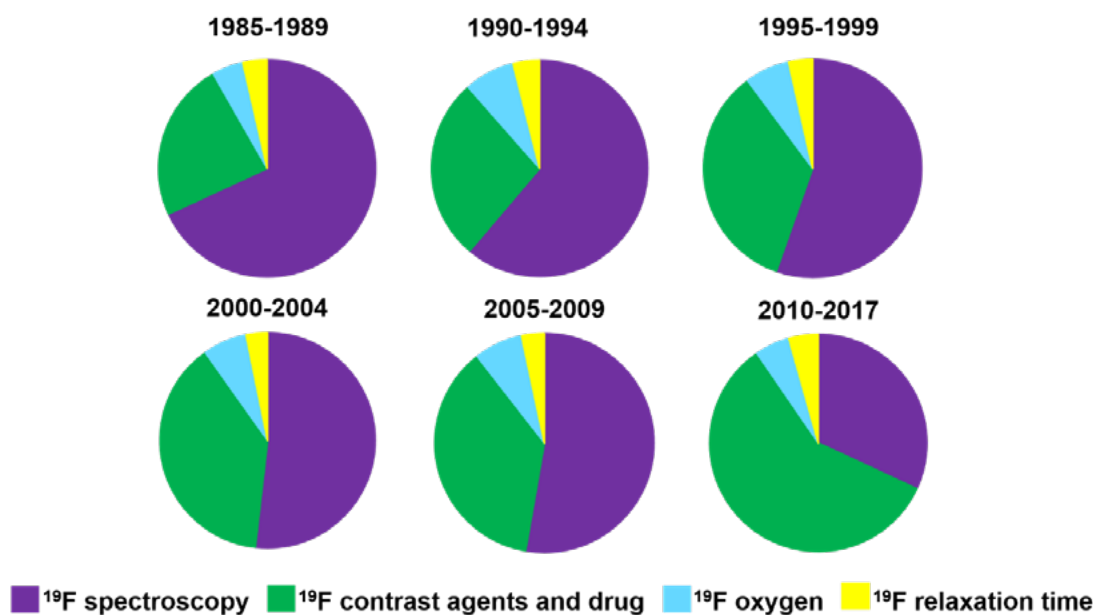 1985-1989 1990-1994 1995-1999
2000-2004 2005-2009 2010-2017
¹⁹F spectroscopy ¹⁹F contrast agents and drug ¹⁹F oxygen ¹⁹F relaxation time